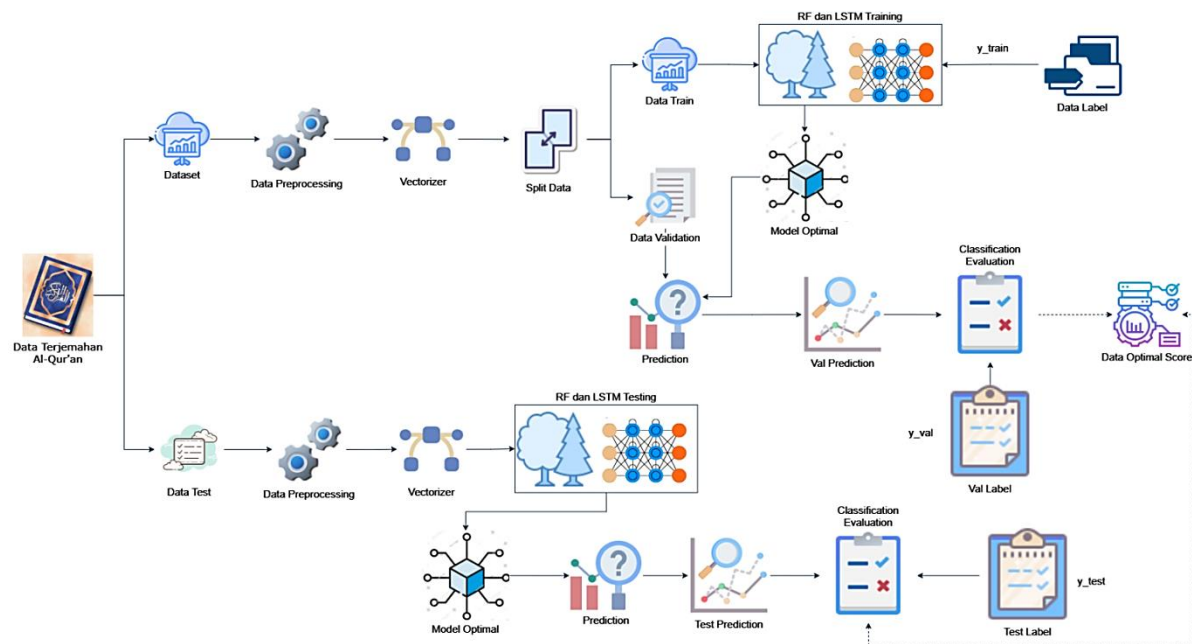 RF dan LSTM Training
y_train
Data Train
Data Label
Dataset
Data Preprocessing
Vectorizer
Split Data
Data Validation
Model Optimal
Classification
Evaluation
Data Terjemahan
Al-Qur'an
Prediction
Val Prediction
Data Optimal Score
RF dan LSTM Testing
y_val
Data Test
Data Preprocessing
Vectorizer
Val Label
Classification
Evaluation
y_test
Model Optimal
Prediction
Test Prediction
Test Label